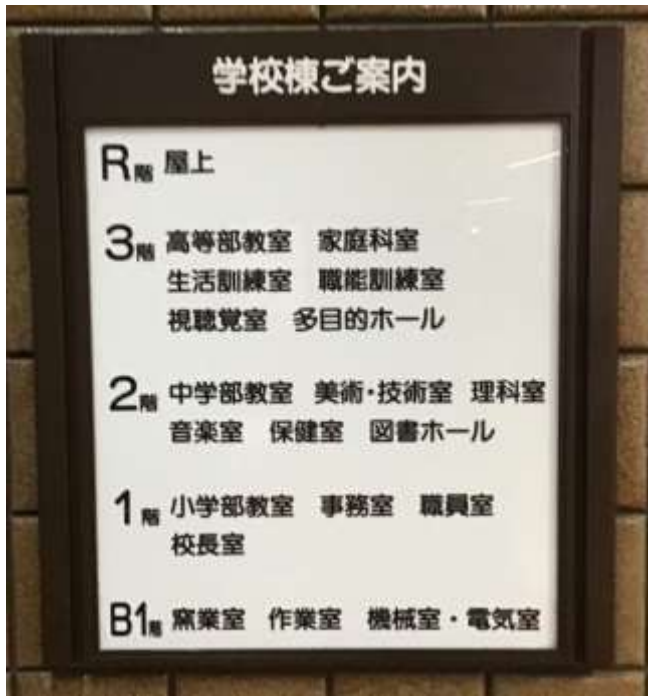 学校棟ご案内
R階 屋上
3階 高等部教室 家庭科室
生活訓練室 職能訓練室
視聴覚室 多目的ホール
2階 中学部教室 美術・技術室 理科室
音楽室 保健室 図書ホール
1階 小学部教室 事務室 職員室
校長室
B1階 窯業室 作業室 機械室・電気室